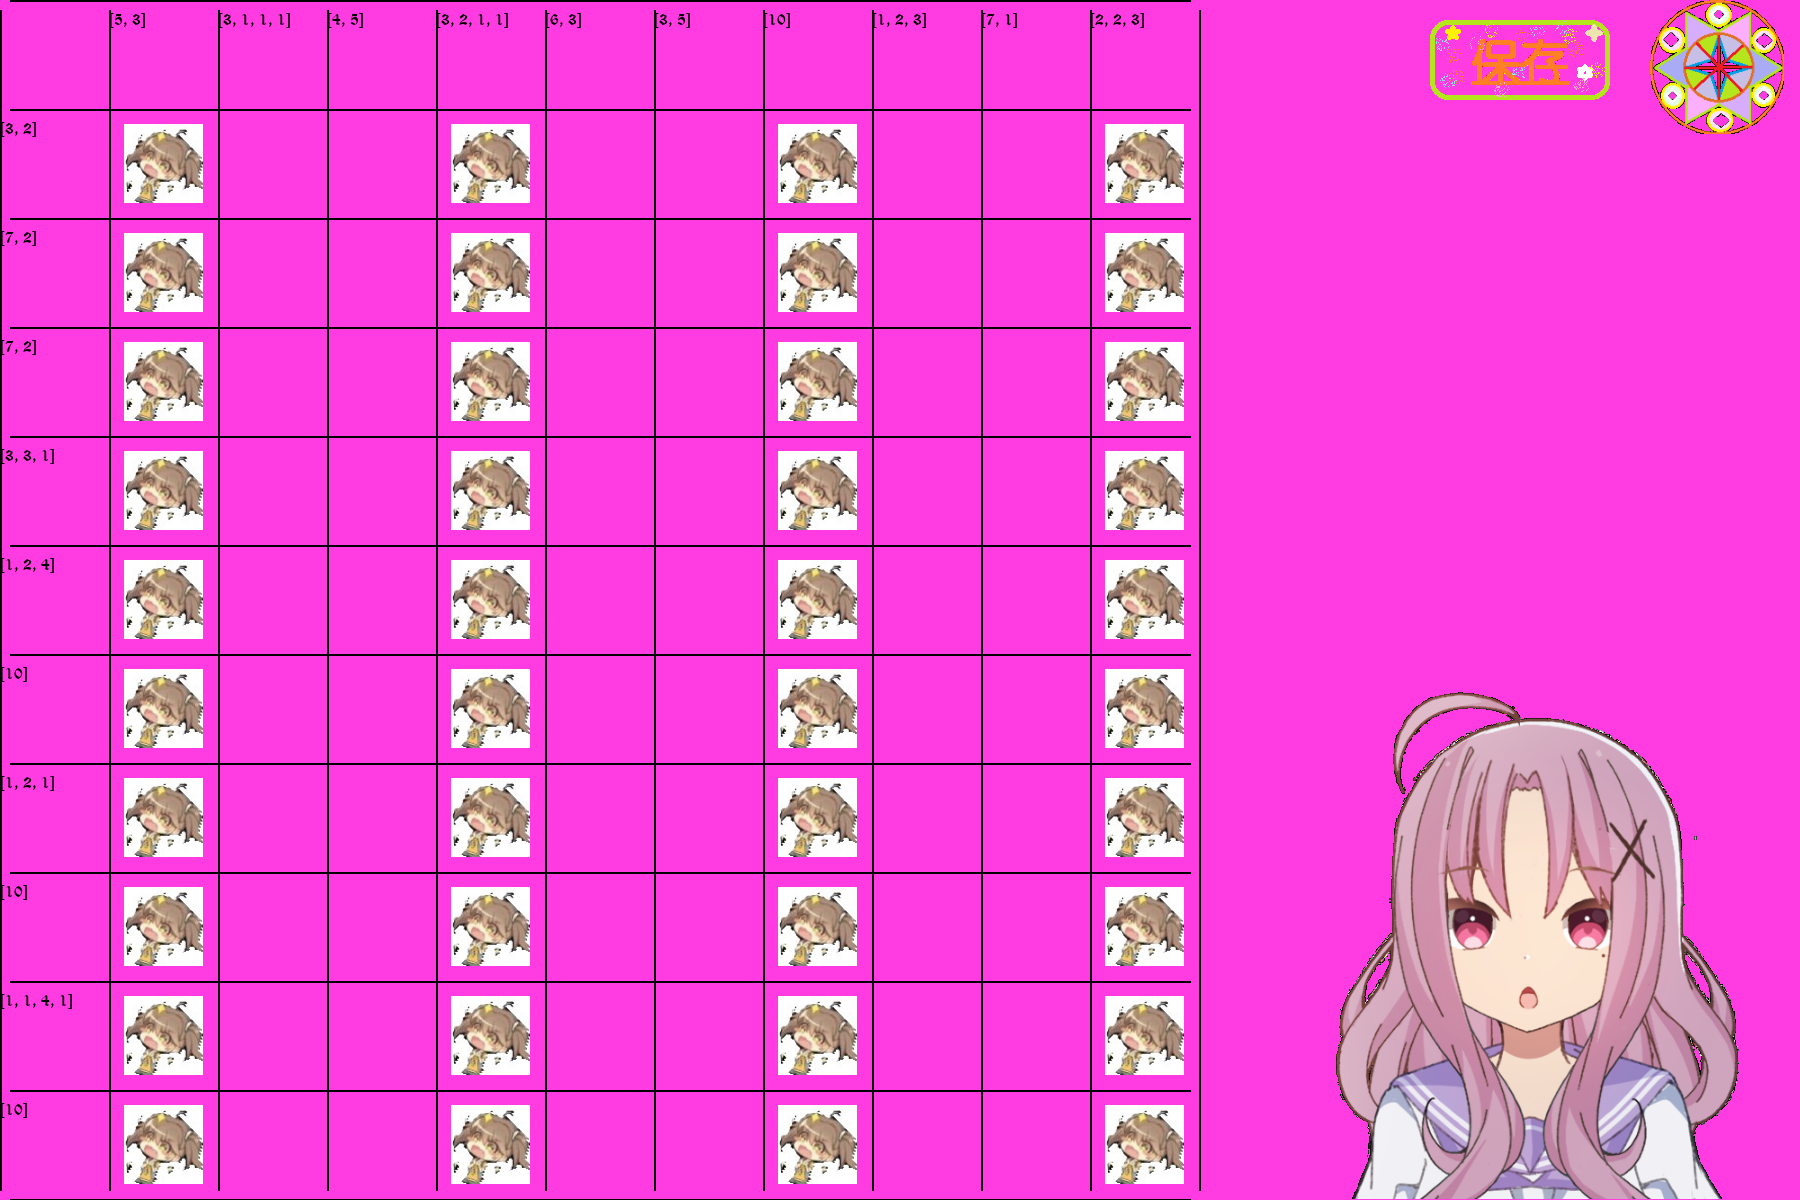 [5, 3] [3, 1, 1, 1] [4, 5] [3, 2, 1, 1] [6, 3] [3, 5] [10] [1, 2, 3] [7, 1] [2, 2, 3]
保存
[3, 2]
[7, 2]
[7, 2]
[3, 3, 1]
[1, 2, 4]
[10]
[1, 2, 1]
[10]
[1, 1, 4, 1]
[10]